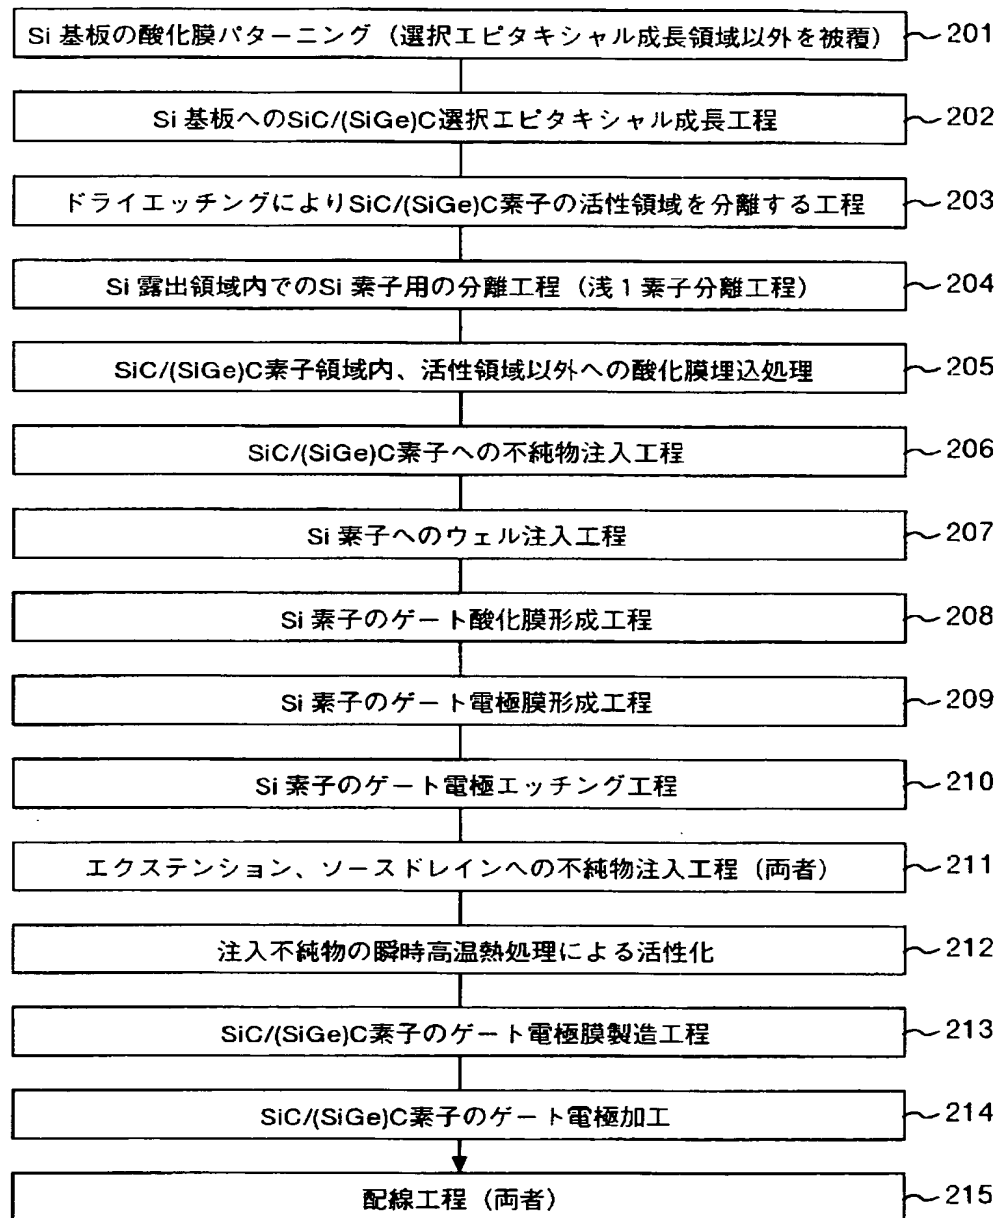 Si 基板の酸化膜パターニング（選択エピタキシャル成長領域以外を被覆） 201
Si 基板へのSiC/(SiGe)C選択エピタキシャル成長工程 202
ドライエッチングによりSiC/(SiGe)C素子の活性領域を分離する工程 203
Si 露出領域内でのSi 素子用の分離工程（浅１素子分離工程） 204
SiC/(SiGe)C素子領域内、活性領域以外への酸化膜埋込処理 205
SiC/(SiGe)C素子への不純物注入工程 206
Si 素子へのウェル注入工程 207
Si 素子のゲート酸化膜形成工程 208
Si 素子のゲート電極膜形成工程 209
Si 素子のゲート電極エッチング工程 210
エクステンション、ソースドレインへの不純物注入工程（両者） 211
注入不純物の瞬時高温熱処理による活性化 212
SiC/(SiGe)C素子のゲート電極膜製造工程 213
SiC/(SiGe)C素子のゲート電極加工 214
配線工程（両者） 215